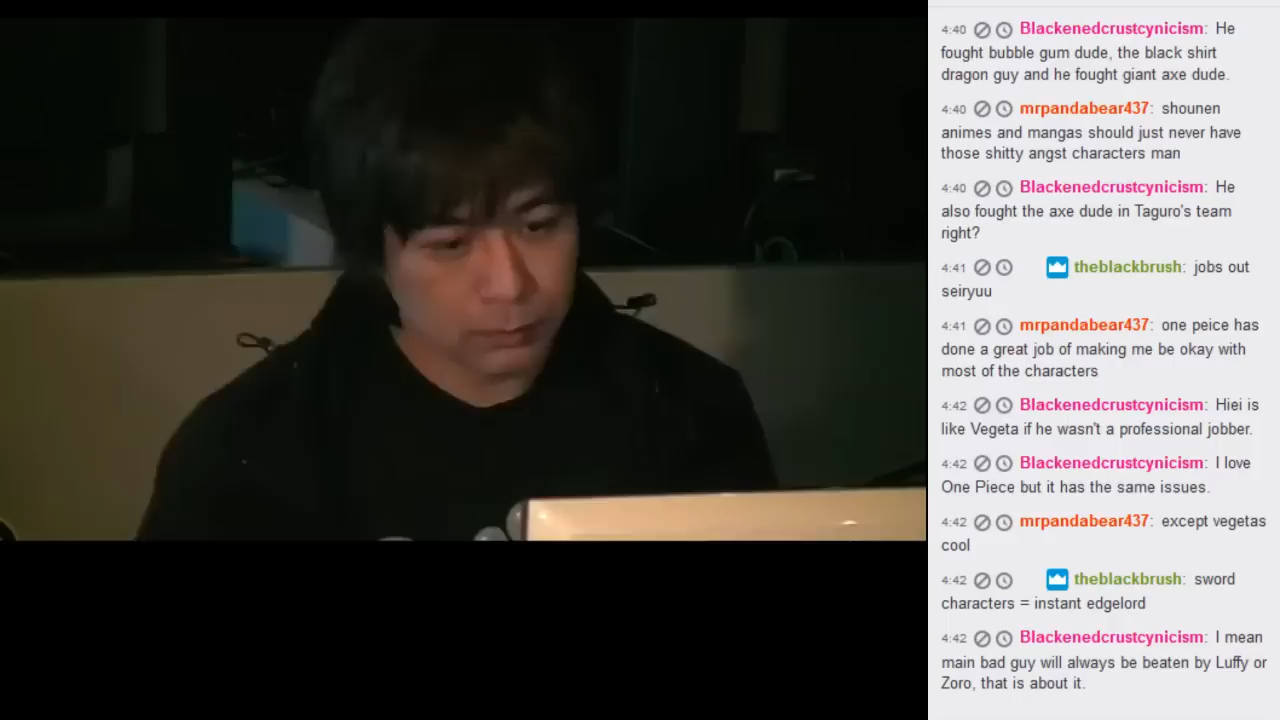 4:40 Blackenedcrustcynicism: He
fought bubble gum dude, the black shirt
dragon guy and he fought giant axe dude.
4:40 mrpandabear437: shounen
animes and mangas should just never have
those shitty angst characters man
4:40 Blackenedcrustcynicism: He
also fought the axe dude in Taguro's team
right?
4:41 theblackbrush: jobs out
seiryuu
4:41 mrpandabear437: one peice has
done a great job of making me be okay with
most of the characters
4:42 Blackenedcrustcynicism: Hiei is
like Vegeta if he wasn't a professional jobber.
4:42 Blackenedcrustcynicism: I love
One Piece but it has the same issues.
4:42 mrpandabear437: except vegetas
cool
4:42 theblackbrush: sword
characters = instant edgelord
4:42 Blackenedcrustcynicism: I mean
main bad guy will always be beaten by Luffy or
Zoro, that is about it.